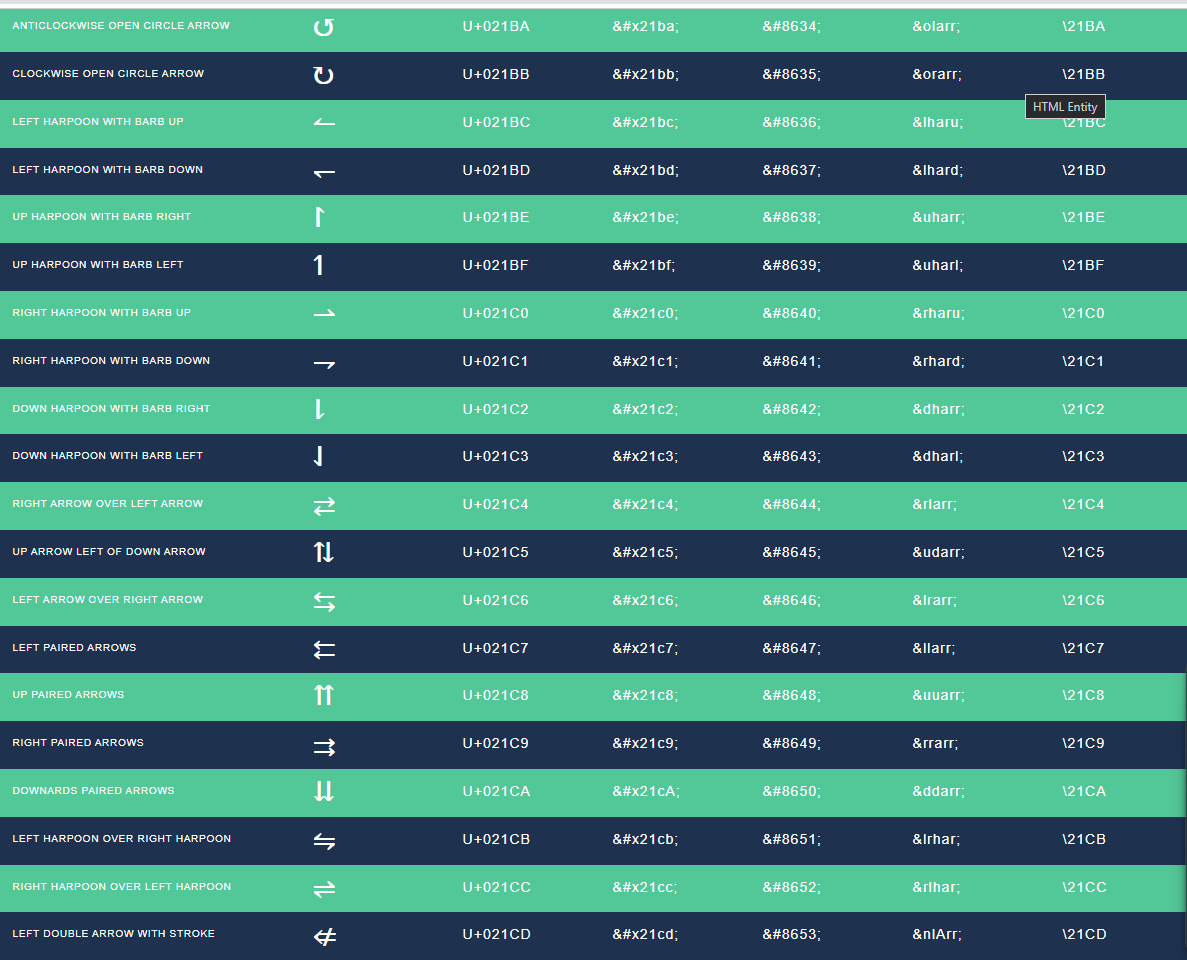 ANTICLOCKWISE OPEN CIRCLE ARROW ↺ U+021BA &#x21ba; &#8634; &olarr; \21BA
CLOCKWISE OPEN CIRCLE ARROW ↻ U+021BB &#x21bb; &#8635; &orarr; \21BB
HTML Entity
LEFT HARPOON WITH BARB UP ↼ U+021BC &#x21bc; &#8636; &lharu; \21BC
LEFT HARPOON WITH BARB DOWN ↽ U+021BD &#x21bd; &#8637; &lhard; \21BD
UP HARPOON WITH BARB RIGHT ↾ U+021BE &#x21be; &#8638; &uharr; \21BE
UP HARPOON WITH BARB LEFT ↿ U+021BF &#x21bf; &#8639; &uharl; \21BF
RIGHT HARPOON WITH BARB UP ⇀ U+021C0 &#x21c0; &#8640; &rharu; \21C0
RIGHT HARPOON WITH BARB DOWN ⇁ U+021C1 &#x21c1; &#8641; &rhard; \21C1
DOWN HARPOON WITH BARB RIGHT ⇂ U+021C2 &#x21c2; &#8642; &dharr; \21C2
DOWN HARPOON WITH BARB LEFT ⇃ U+021C3 &#x21c3; &#8643; &dharl; \21C3
RIGHT ARROW OVER LEFT ARROW ⇄ U+021C4 &#x21c4; &#8644; &rlarr; \21C4
UP ARROW LEFT OF DOWN ARROW ⇅ U+021C5 &#x21c5; &#8645; &udarr; \21C5
LEFT ARROW OVER RIGHT ARROW ⇆ U+021C6 &#x21c6; &#8646; &lrarr; \21C6
LEFT PAIRED ARROWS ⇇ U+021C7 &#x21c7; &#8647; &llarr; \21C7
UP PAIRED ARROWS ⇈ U+021C8 &#x21c8; &#8648; &uuarr; \21C8
RIGHT PAIRED ARROWS ⇉ U+021C9 &#x21c9; &#8649; &rrarr; \21C9
DOWNARDS PAIRED ARROWS ⇊ U+021CA &#x21cA; &#8650; &ddarr; \21CA
LEFT HARPOON OVER RIGHT HARPOON ⇋ U+021CB &#x21cb; &#8651; &lrhar; \21CB
RIGHT HARPOON OVER LEFT HARPOON ⇌ U+021CC &#x21cc; &#8652; &rlhar; \21CC
LEFT DOUBLE ARROW WITH STROKE ⇍ U+021CD &#x21cd; &#8653; &nlArr; \21CD